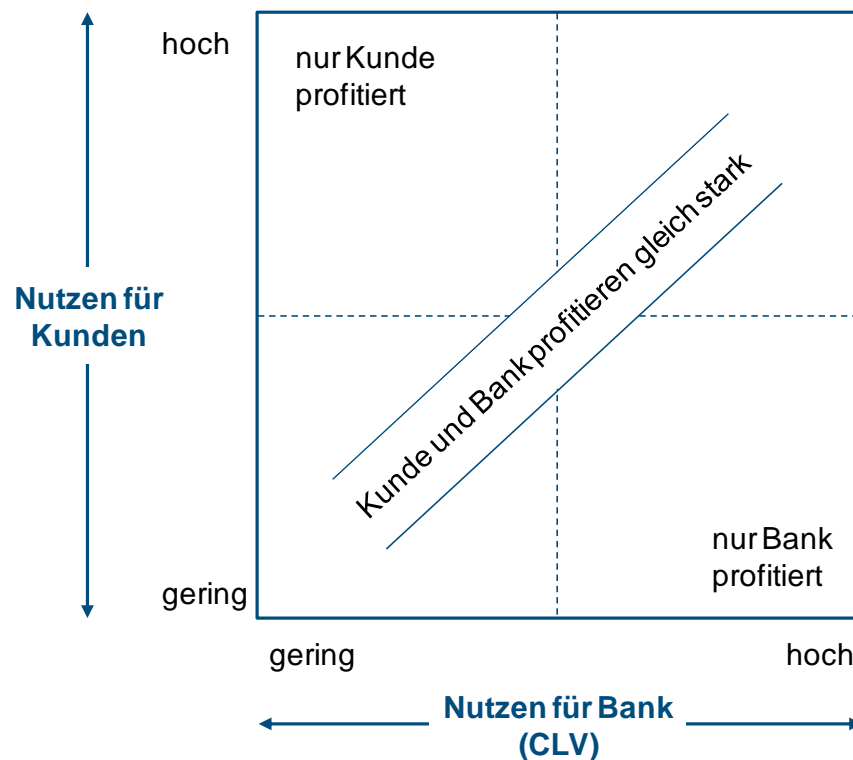 hoch
nur Kunde
profitiert
Kunde und Bank profitieren gleich stark
Nutzen für
Kunden
nur Bank
profitiert
gering
gering
hoch
Nutzen für Bank
(CLV)